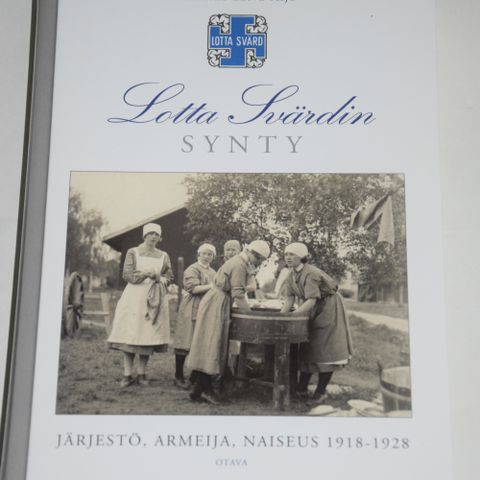 LOTTA SVÄRD
Lotta Svärdin
SYNTY
JÄRJESTÖ, ARMEIJA, NAISEUS 1918-1928
OTAVA